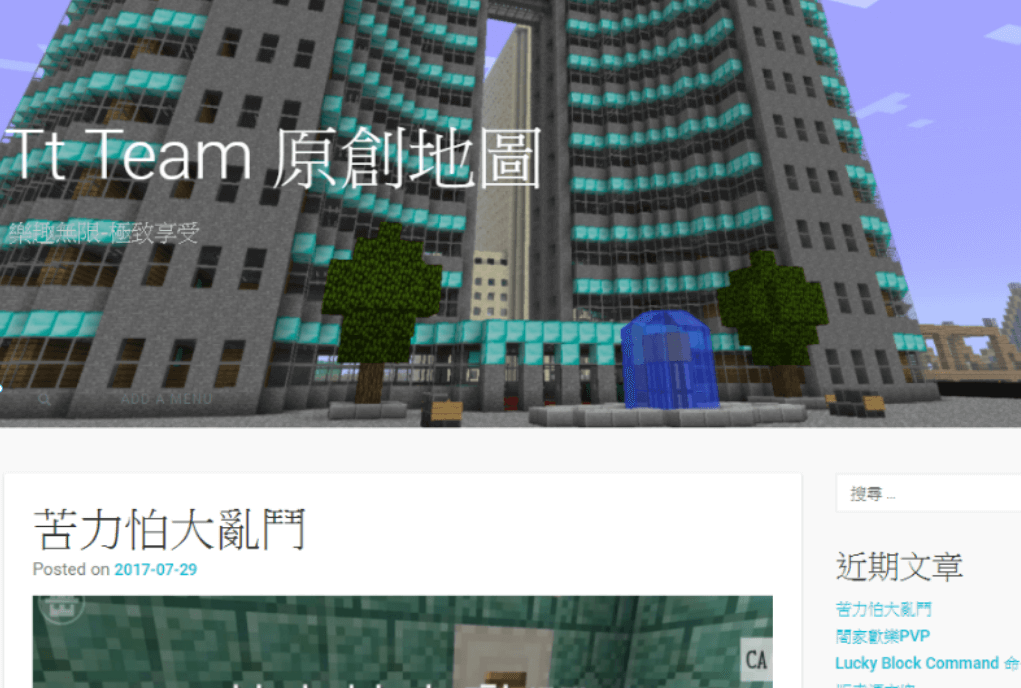 Tt Team 原創地圖
樂趣無限-極致享受
ADD A MENU
苦力怕大亂鬥
Posted on 2017-07-29
CA
搜尋 ...
近期文章
苦力怕大亂鬥
闔家歡樂PVP
Lucky Block Command 命